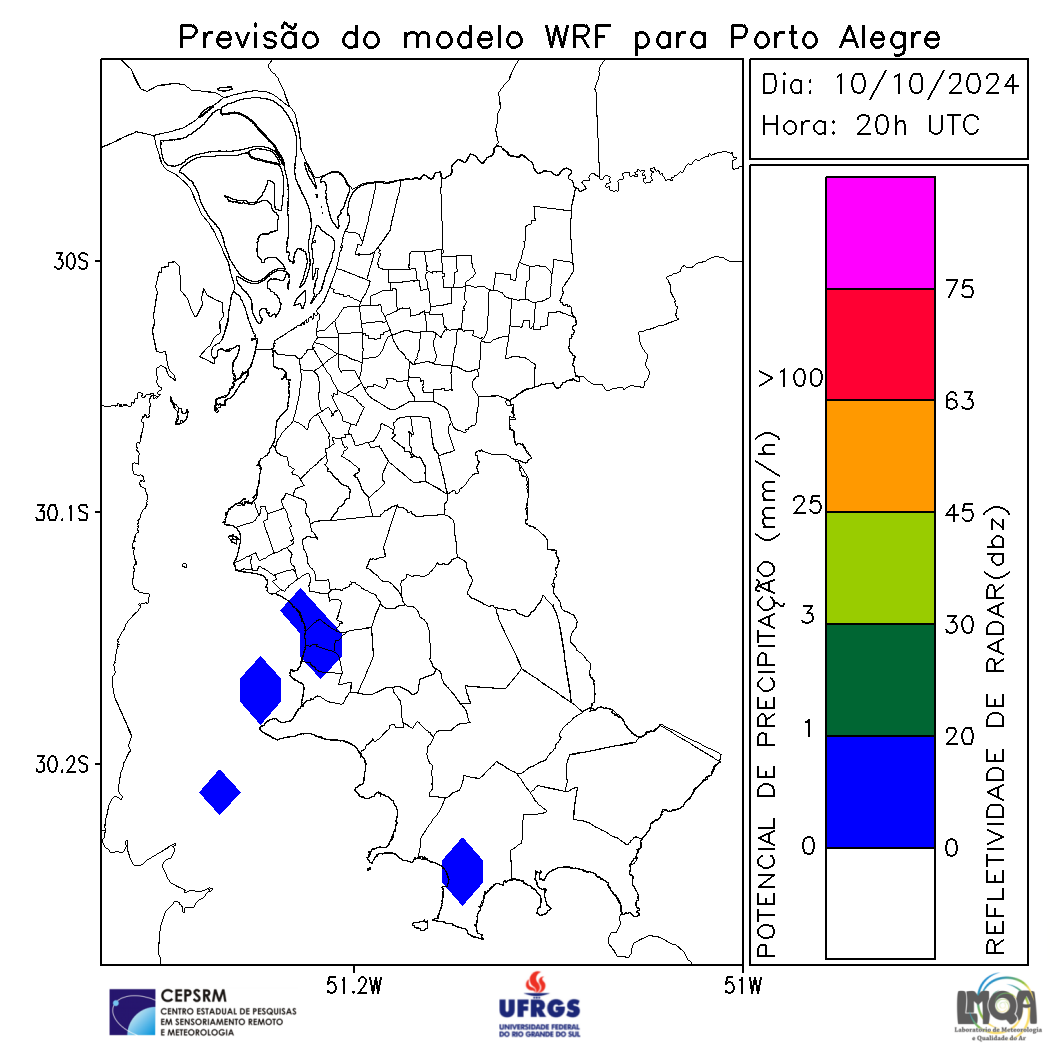 Previsão do modelo WRF para Porto Alegre
Dia: 10/10/2024
Hora: 20h UTC
30S
30.1S
30.2S
51.2W
51W
POTENCIAL DE PRECIPITAÇÃO (mm/h)
>100
25
3
1
0
75
63
45
30
20
0
REFLETIVIDADE DE RADAR(dbz)
CEPSRM
CENTRO ESTADUAL DE PESQUISAS
EM SENSORIAMENTO REMOTO
E METEOROLOGIA
UFRGS
UNIVERSIDADE FEDERAL
DO RIO GRANDE DO SUL
LMQA
Laboratório de Meteorologia
e Qualidade do Ar